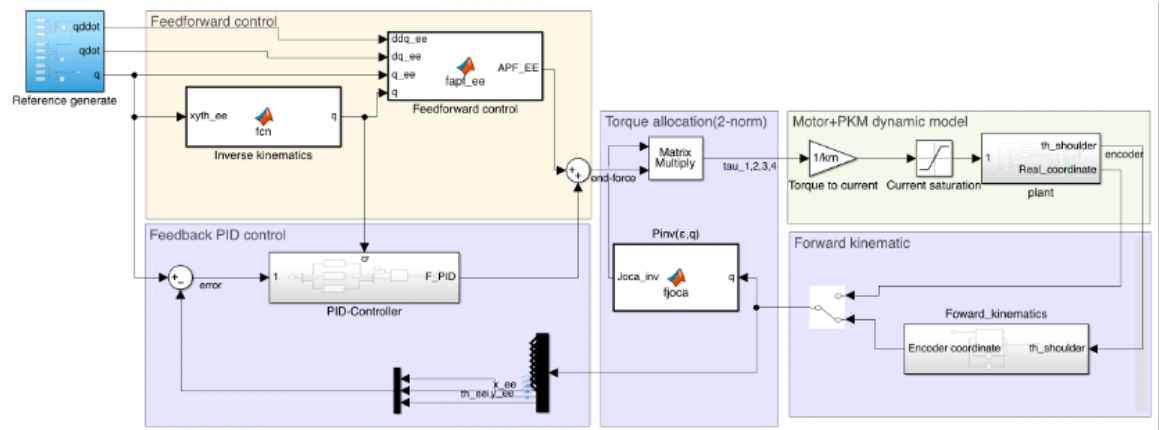 Feedforward control
qddot
qdot
q
Reference generate
ddq_ee
dq_ee
q_ee
q
APF_EE
fapf_ee
Feedforward control
xyth_ee
q
fcn
Inverse kinematics
Torque allocation(2-norm)
Matrix
Multiply
end-force
tau_1,2,3,4
Motor+PKM dynamic model
1/km
Torque to current
Current saturation
1
th_shoulder
Real_coordinate
plant
encoder
Feedback PID control
error
1
q
F_PID
PID-Controller
x_ee
th_ee
y_ee
Pinv(ε,q)
Joca_inv
q
fjoca
Forward kinematic
Foward_kinematics
Encoder coordinate
th_shoulder